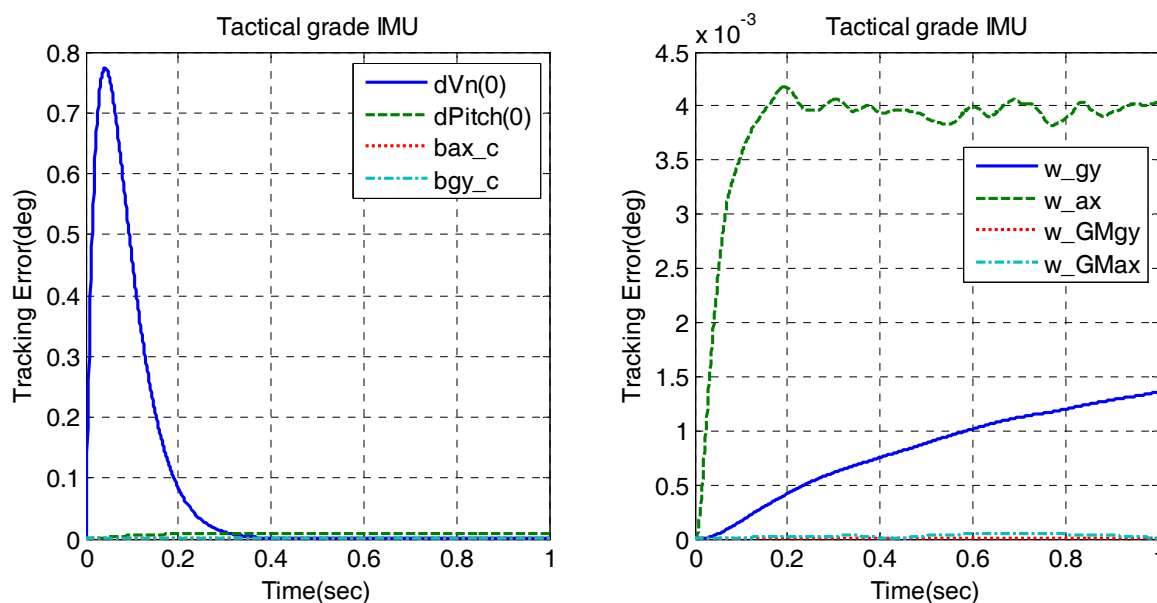 Tactical grade IMU
0.8
0.7
0.6
0.5
0.4
0.3
0.2
0.1
0
Tracking Error(deg)
dVn(0)
dPitch(0)
bax_c
bgy_c
0 0.2 0.4 0.6 0.8 1
Time(sec)
x 10^-3
Tactical grade IMU
4.5
4
3.5
3
2.5
2
1.5
1
0.5
0
Tracking Error(deg)
w_gy
w_ax
w_GMgy
w_GMax
0 0.2 0.4 0.6 0.8 1
Time(sec)